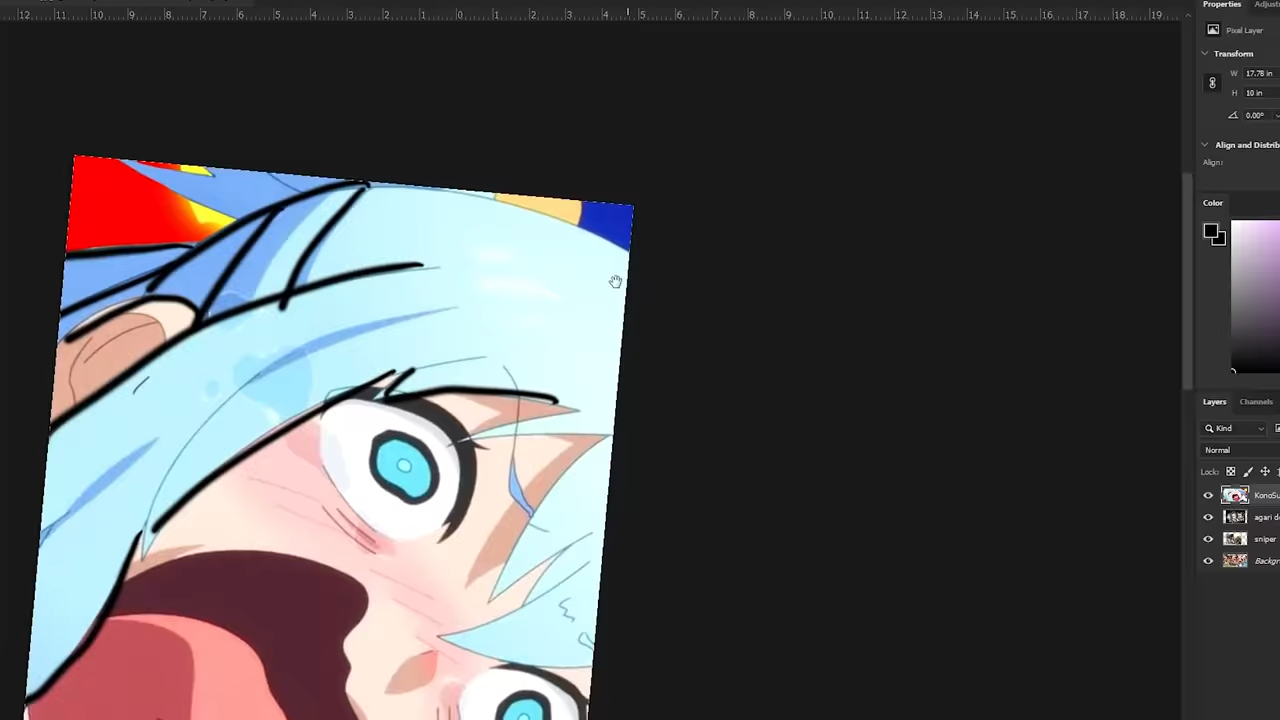 12 11 10 9 8 7 6 5 4 3 2 1 0 1 2 3 4 5 6 7 8 9 10 11 12 13 14 15 16 17 18 19
Properties
Pixel Layer
Transform
W 17.78 in
H 10 in
0.00°
Align and Distrib
Align:
Color
Layers Channels
Kind
Normal
Lock:
KonoSu
agari d
sniper
Backgr